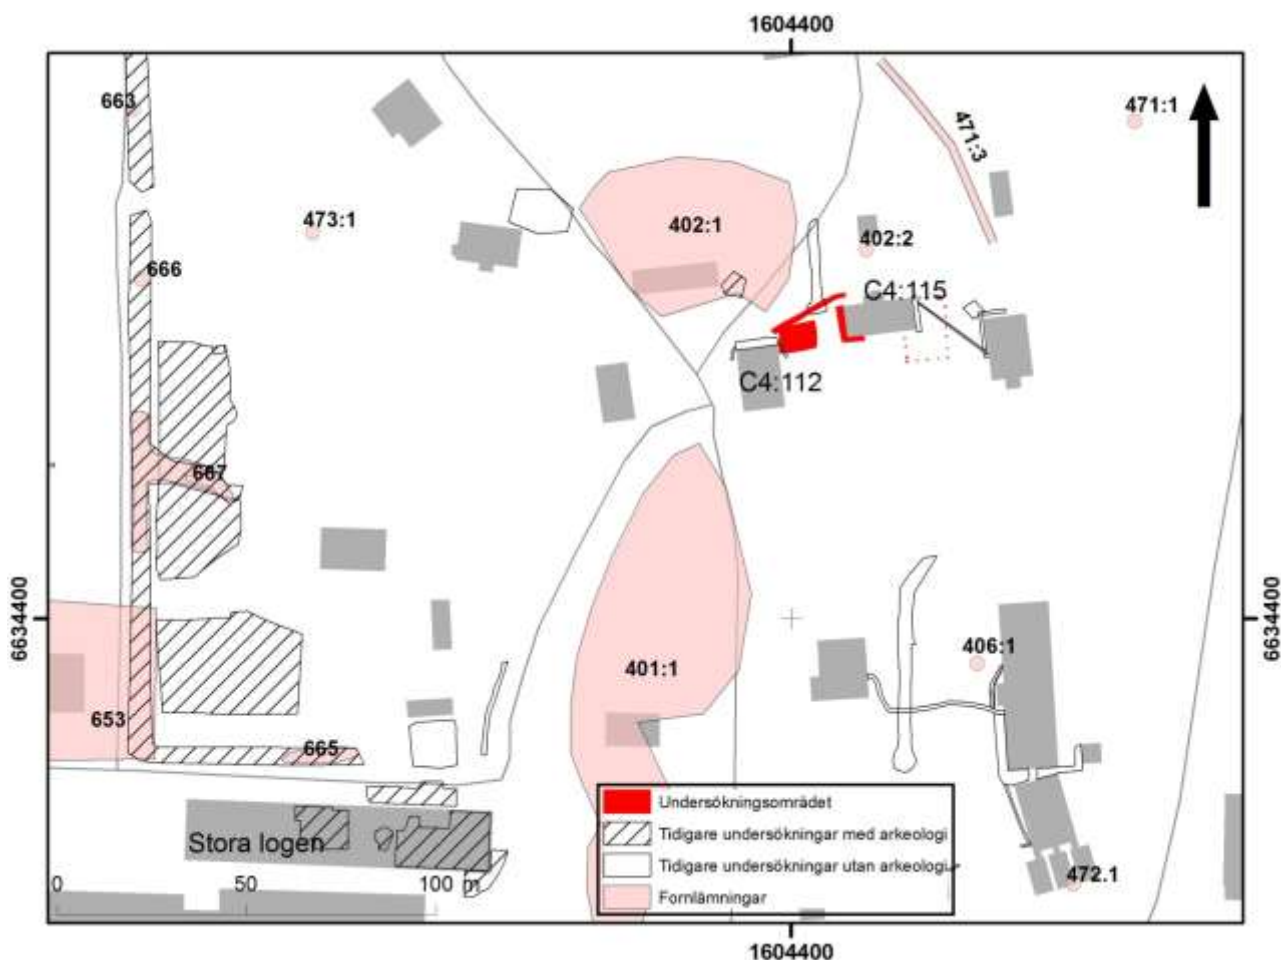 1604400
663
471:1
471:3
473:1
402:1
402:2
666
C4:115
C4:112
667
6634400
6634400
406:1
401:1
653
665
Undersökningsområdet
Tidigare undersökningar med arkeologi
Stora logen
Tidigare undersökningar utan arkeologi
0 50 100 m
472.1
Fornlämningar
1604400